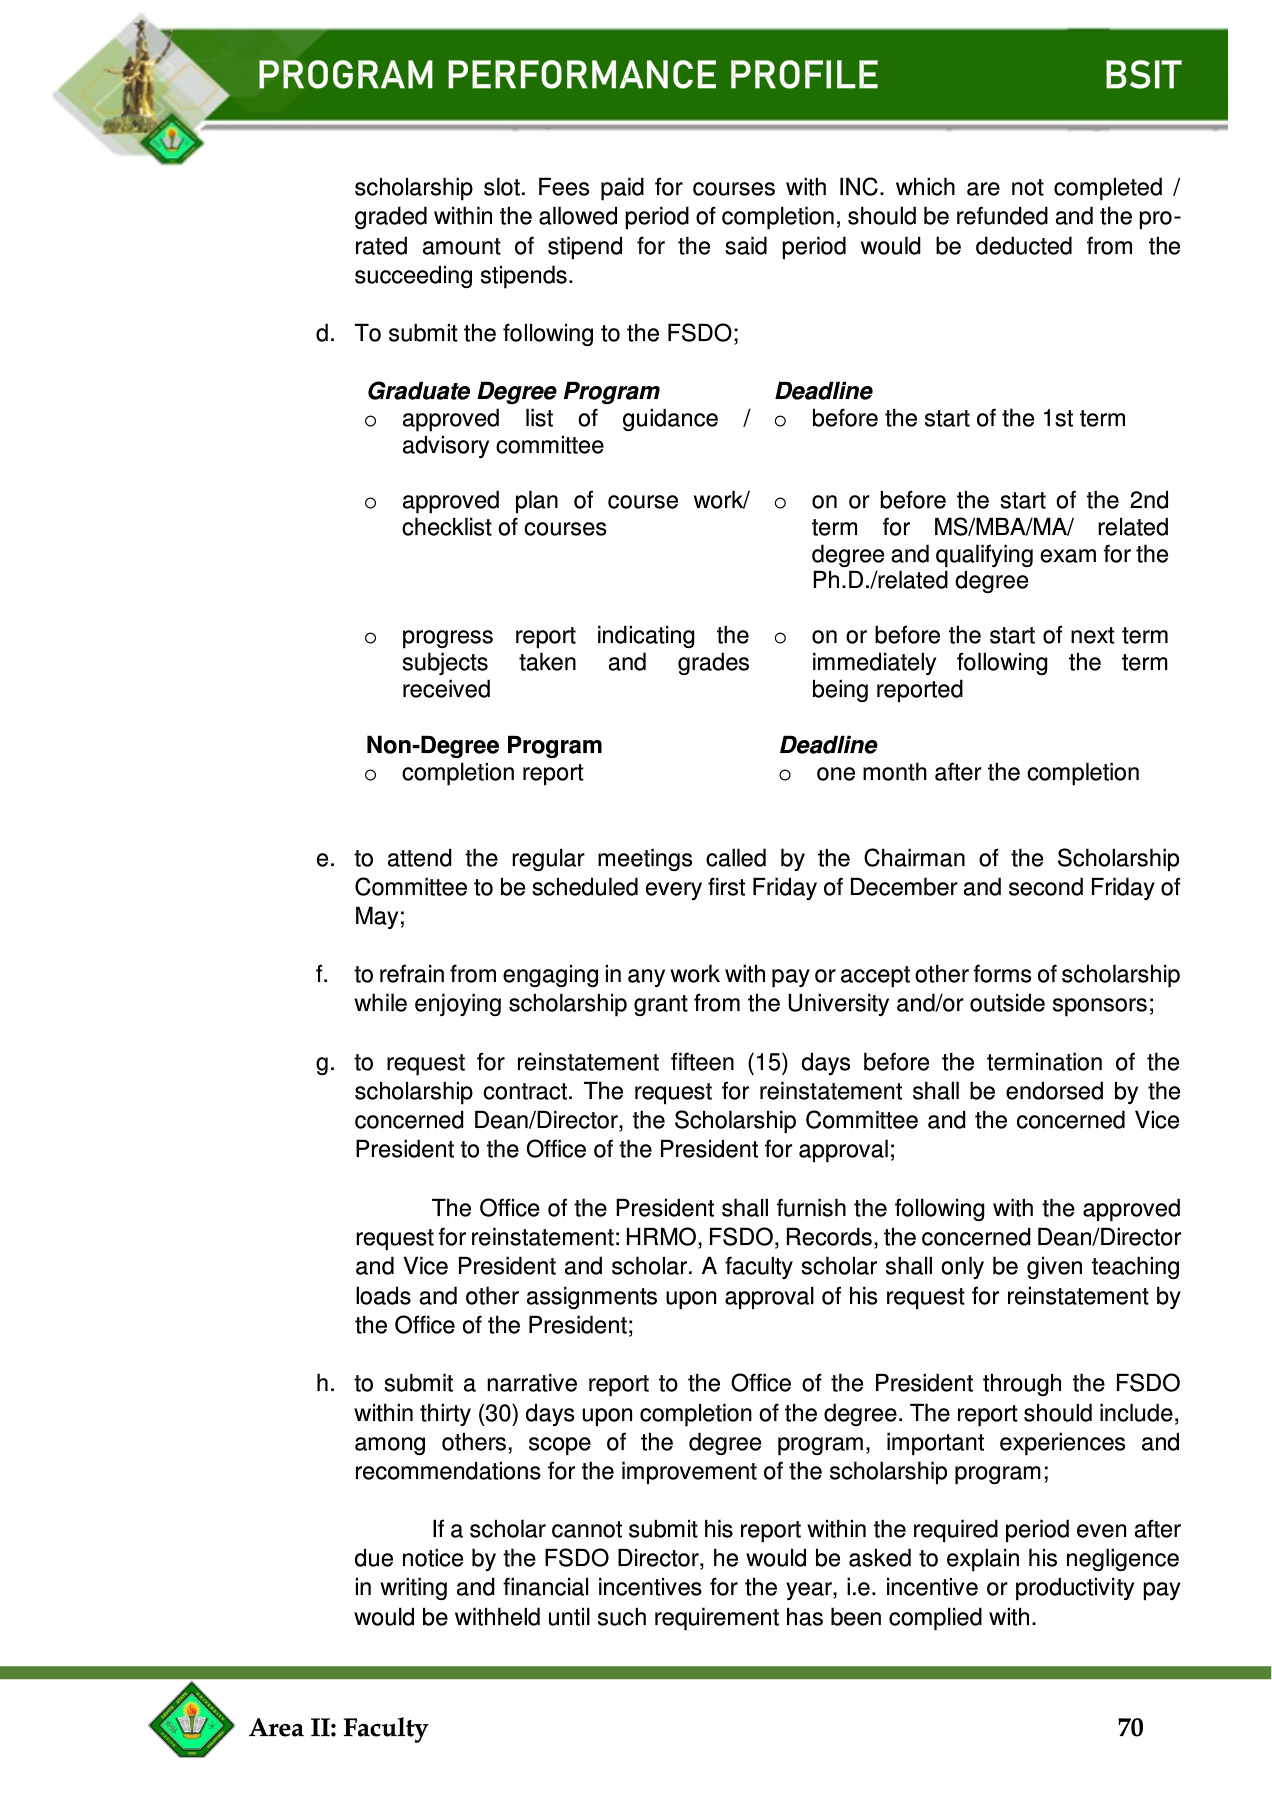 PROGRAM PERFORMANCE PROFILE BSIT
scholarship slot. Fees paid for courses with INC. which are not completed /
graded within the allowed period of completion, should be refunded and the pro-
rated amount of stipend for the said period would be deducted from the
succeeding stipends.
d. To submit the following to the FSDO;
Graduate Degree Program Deadline
o approved list of guidance / o before the start of the 1st term
advisory committee
o approved plan of course work/ o on or before the start of the 2nd
checklist of courses term for MS/MBA/MA/ related
degree and qualifying exam for the
Ph.D./related degree
o progress report indicating the o on or before the start of next term
subjects taken and grades immediately following the term
received being reported
Non-Degree Program Deadline
o completion report o one month after the completion
e. to attend the regular meetings called by the Chairman of the Scholarship
Committee to be scheduled every first Friday of December and second Friday of
May;
f. to refrain from engaging in any work with pay or accept other forms of scholarship
while enjoying scholarship grant from the University and/or outside sponsors;
g. to request for reinstatement fifteen (15) days before the termination of the
scholarship contract. The request for reinstatement shall be endorsed by the
concerned Dean/Director, the Scholarship Committee and the concerned Vice
President to the Office of the President for approval;
The Office of the President shall furnish the following with the approved
request for reinstatement: HRMO, FSDO, Records, the concerned Dean/Director
and Vice President and scholar. A faculty scholar shall only be given teaching
loads and other assignments upon approval of his request for reinstatement by
the Office of the President;
h. to submit a narrative report to the Office of the President through the FSDO
within thirty (30) days upon completion of the degree. The report should include,
among others, scope of the degree program, important experiences and
recommendations for the improvement of the scholarship program;
If a scholar cannot submit his report within the required period even after
due notice by the FSDO Director, he would be asked to explain his negligence
in writing and financial incentives for the year, i.e. incentive or productivity pay
would be withheld until such requirement has been complied with.
Area II: Faculty 70